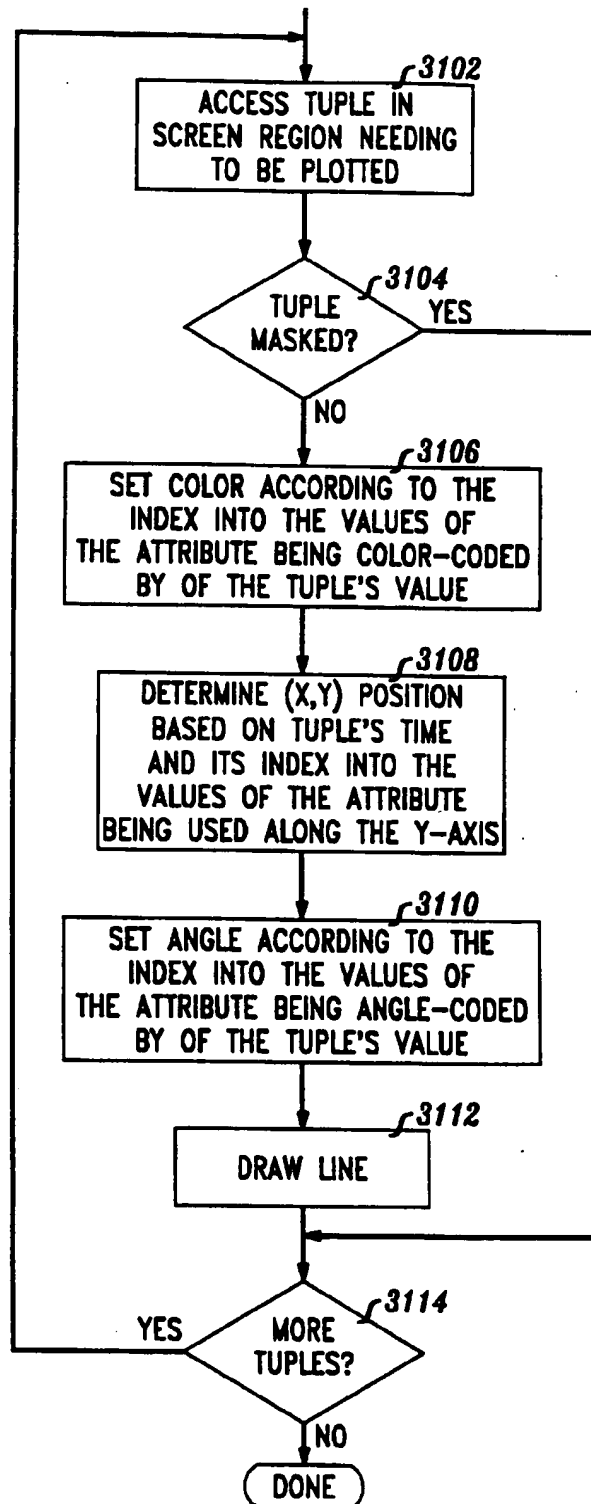 3102
ACCESS TUPLE IN
SCREEN REGION NEEDING
TO BE PLOTTED
3104
TUPLE
MASKED?
YES
NO
3106
SET COLOR ACCORDING TO THE
INDEX INTO THE VALUES OF
THE ATTRIBUTE BEING COLOR-CODED
BY OF THE TUPLE'S VALUE
3108
DETERMINE (X,Y) POSITION
BASED ON TUPLE'S TIME
AND ITS INDEX INTO THE
VALUES OF THE ATTRIBUTE
BEING USED ALONG THE Y-AXIS
3110
SET ANGLE ACCORDING TO THE
INDEX INTO THE VALUES OF
THE ATTRIBUTE BEING ANGLE-CODED
BY OF THE TUPLE'S VALUE
3112
DRAW LINE
3114
YES
MORE
TUPLES?
NO
DONE